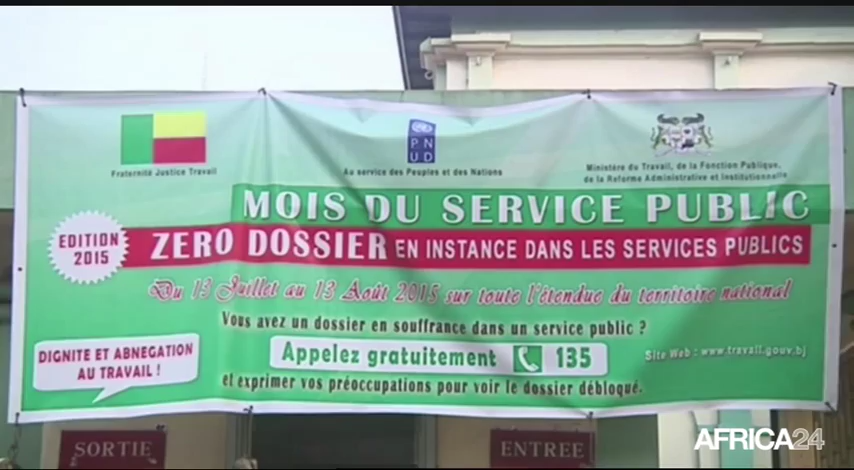 Fraternité Justice Travail
PN
UD
Au service des Peuples et des Nations
Ministère du Travail, de la Fonction Publique,
de la Reforme Administrative et Institutionnelle
MOIS DU SERVICE PUBLIC
EDITION
2015
ZERO DOSSIER EN INSTANCE DANS LES SERVICES PUBLICS
Du 13 Juillet au 13 Août 2015 sur toute l'étendue du territoire national
Vous avez un dossier en souffrance dans un service public ?
DIGNITE ET ABNEGATION
AU TRAVAIL !
Appelez gratuitement 135
Site Web : www.travail.gouv.bj
et exprimer vos préoccupations pour voir le dossier débloqué.
SORTIE
ENTREE
AFRICA24